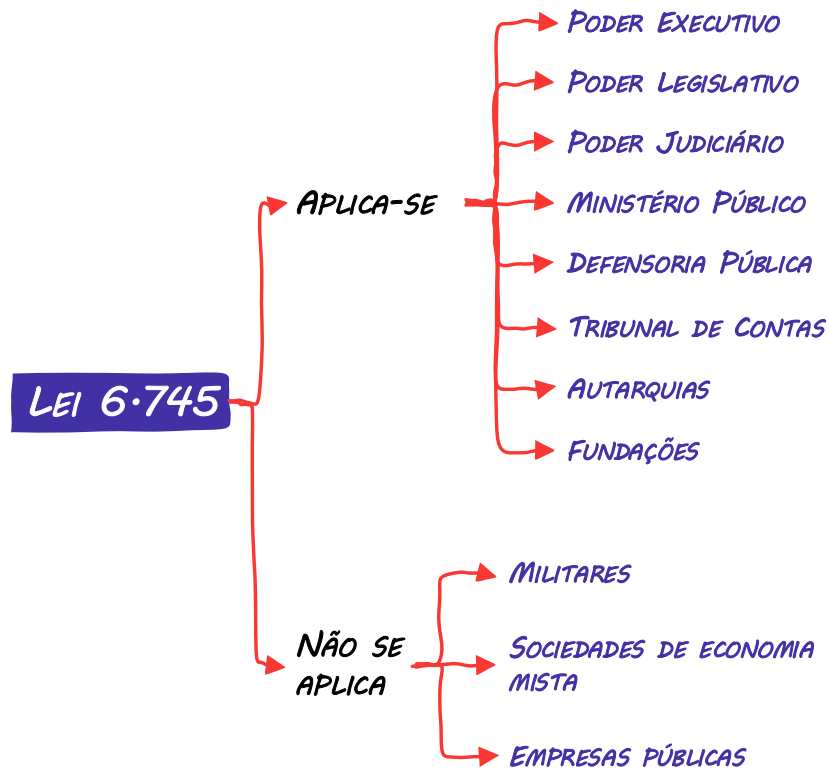 Poder Executivo
Poder Legislativo
Poder Judiciário
Aplica-se
Ministério Público
Defensoria Pública
Tribunal de Contas
Autarquias
Fundações
Lei 6.745
Militares
Não se
aplica
Sociedades de economia
mista
Empresas públicas